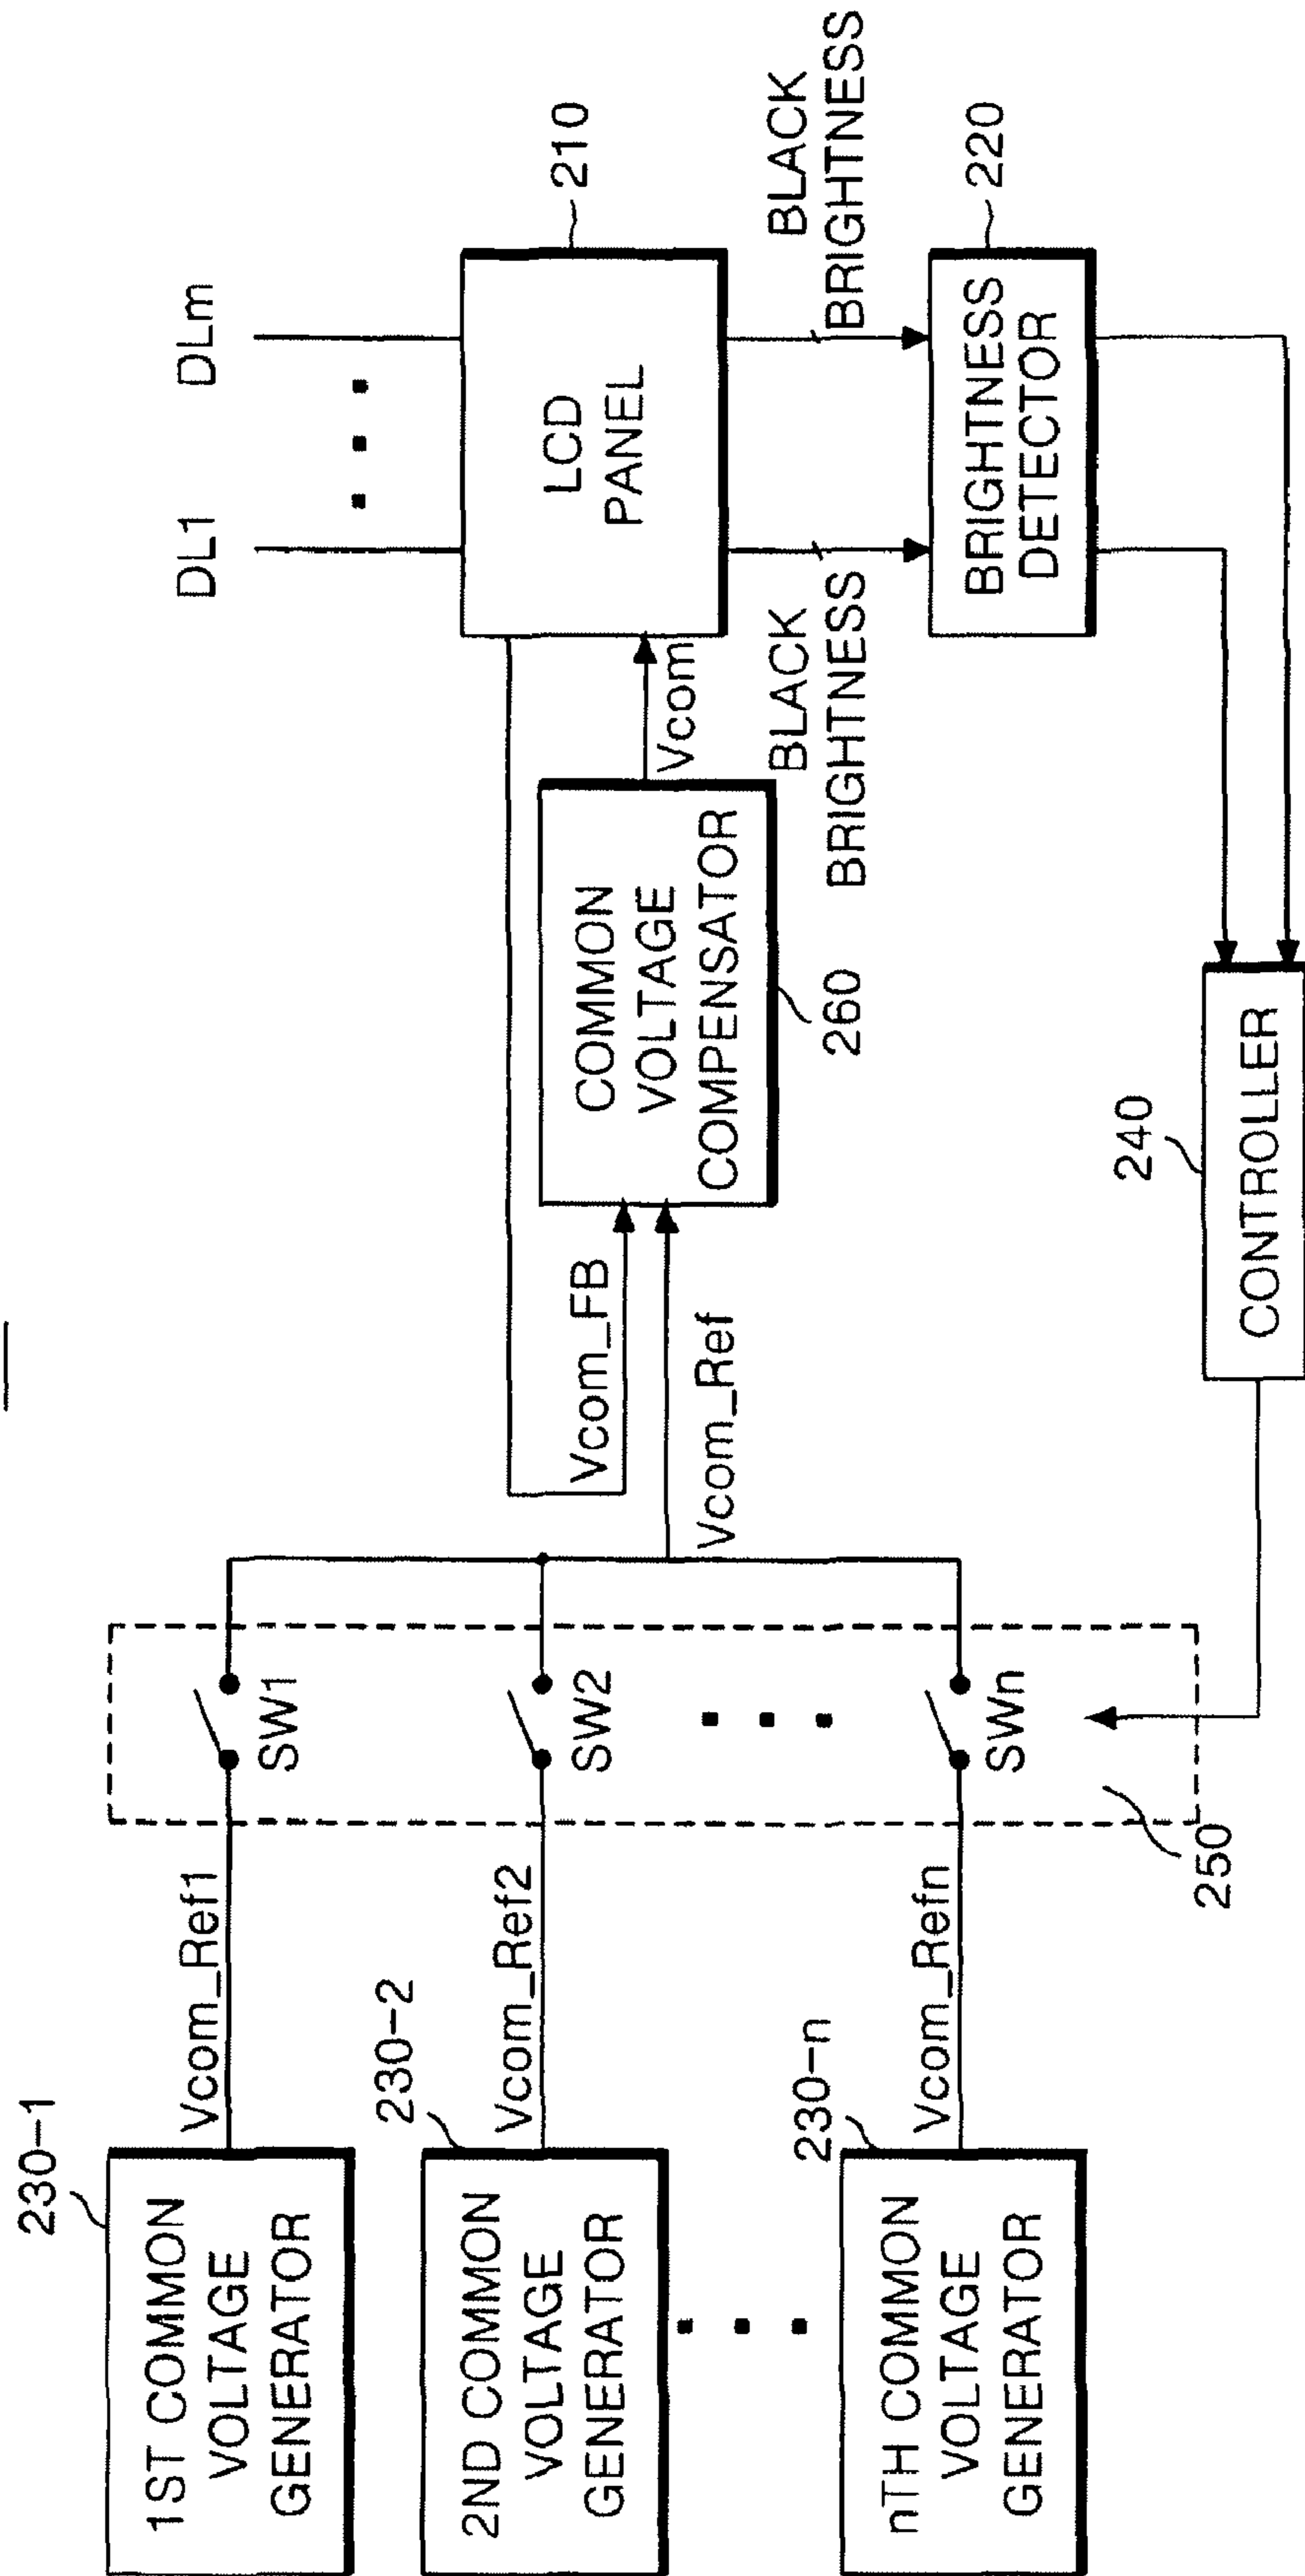 230-1
1ST COMMON
VOLTAGE
GENERATOR
Vcom_Ref1
SW1
230-2
2ND COMMON
VOLTAGE
GENERATOR
Vcom_Ref2
SW2
230-n
nTH COMMON
VOLTAGE
GENERATOR
Vcom_Refn
SWn
250
Vcom_FB
Vcom_Ref
COMMON
VOLTAGE
COMPENSATOR
260
Vcom
DL1
DLm
LCD
PANEL
210
BLACK
BRIGHTNESS
BLACK
BRIGHTNESS
BRIGHTNESS
DETECTOR
220
240
CONTROLLER